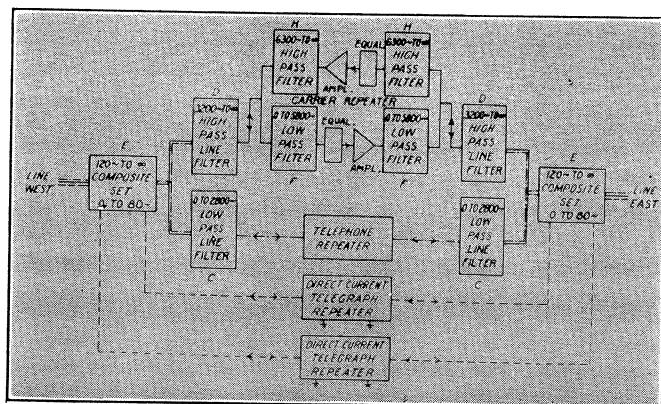 H
H
6300~TO∞
HIGH
PASS
FILTER
AMPL.
EQUAL.
6300~TO∞
HIGH
PASS
FILTER
CARRIER REPEATER
D
3200~TO∞
HIGH
PASS
LINE
FILTER
0 TO 5800~
LOW
PASS
FILTER
F
EQUAL.
AMPL.
0 TO 5800~
LOW
PASS
FILTER
F
D
3200~TO∞
HIGH
PASS
LINE
FILTER
E
120~TO ∞
COMPOSITE
SET
0 TO 80~
LINE
WEST
E
120~TO ∞
COMPOSITE
SET
0 TO 80~
LINE
EAST
0 TO 2800~
LOW
PASS
LINE
FILTER
C
TELEPHONE
REPEATER
0 TO 2800~
LOW
PASS
LINE
FILTER
C
DIRECT CURRENT
TELEGRAPH
REPEATER
DIRECT CURRENT
TELEGRAPH
REPEATER